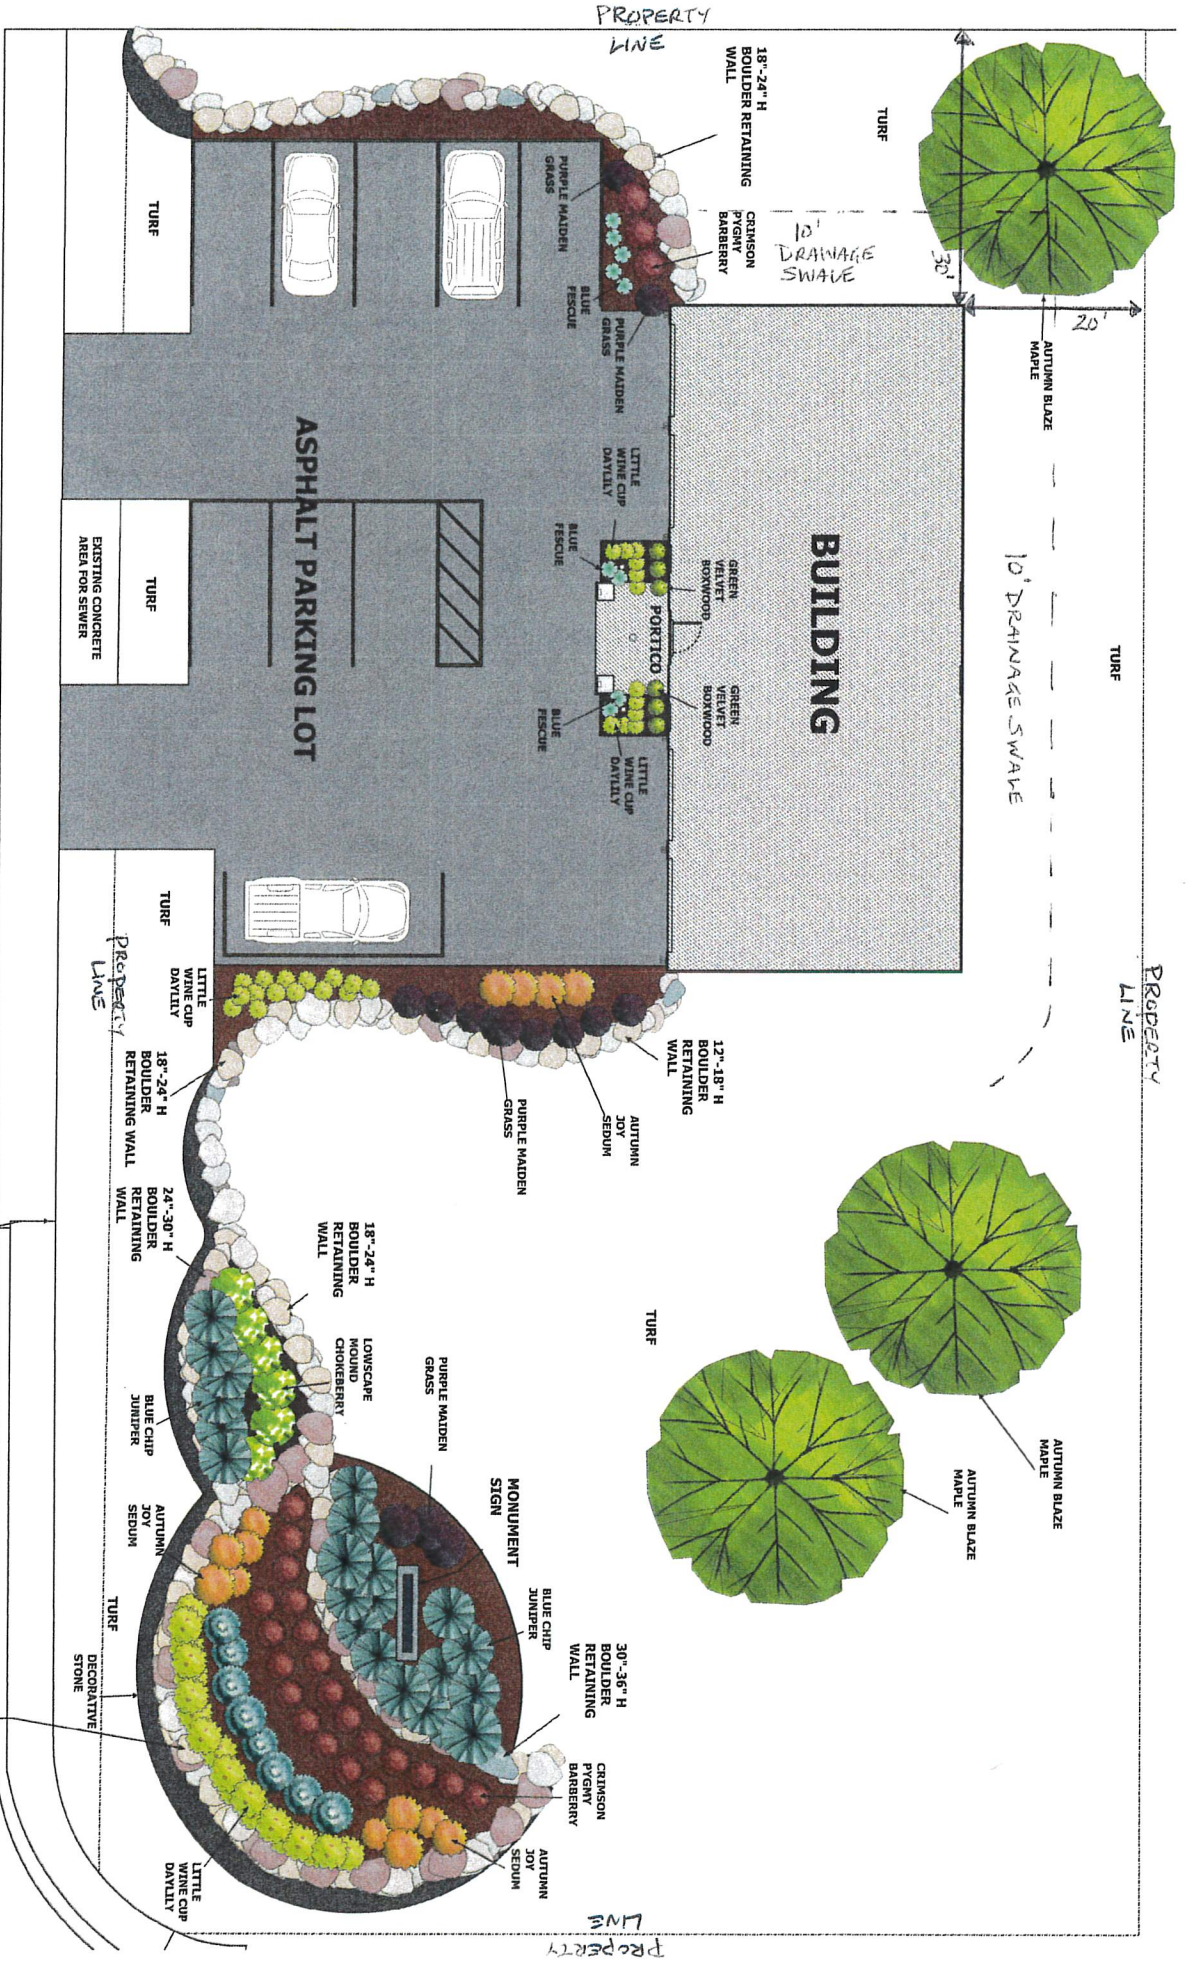 PROPERTY
LINE
18"-24" H
BOULDER RETAINING
WALL
TURF
AUTUMN BLAZE
MAPLE
30'
20'
10'
DRAINAGE
SWALE
CRIMSON
PYGMY
BARBERRY
PURPLE MAIDEN
GRASS
BLUE
FESCUE
PURPLE MAIDEN
GRASS
TURF
10' DRAINAGE SWALE
TURF
BUILDING
LITTLE
WINE CUP
DAYLILY
BLUE
FESCUE
GREEN
VELVET
BOXWOOD
PORTICO
GREEN
VELVET
BOXWOOD
BLUE
FESCUE
LITTLE
WINE CUP
DAYLILY
ASPHALT PARKING LOT
TURF
EXISTING CONCRETE
AREA FOR SEWER
TURF
PROPERTY
LINE
PROPERTY
LINE
LITTLE
WINE CUP
DAYLILY
18"-24" H
BOULDER
RETAINING WALL
12"-18" H
BOULDER
RETAINING
WALL
AUTUMN
JOY
SEDUM
PURPLE MAIDEN
GRASS
24"-30" H
BOULDER
RETAINING
WALL
18"-24" H
BOULDER
RETAINING
WALL
LOWSCAPE
MOUND
CHOKEBERRY
BLUE CHIP
JUNIPER
PURPLE MAIDEN
GRASS
TURF
AUTUMN BLAZE
MAPLE
AUTUMN BLAZE
MAPLE
MONUMENT
SIGN
BLUE CHIP
JUNIPER
30"-36" H
BOULDER
RETAINING
WALL
AUTUMN
JOY
SEDUM
TURF
DECORATIVE
STONE
CRIMSON
PYGMY
BARBERRY
AUTUMN
JOY
SEDUM
LITTLE
WINE CUP
DAYLILY
PROPERTY
LINE